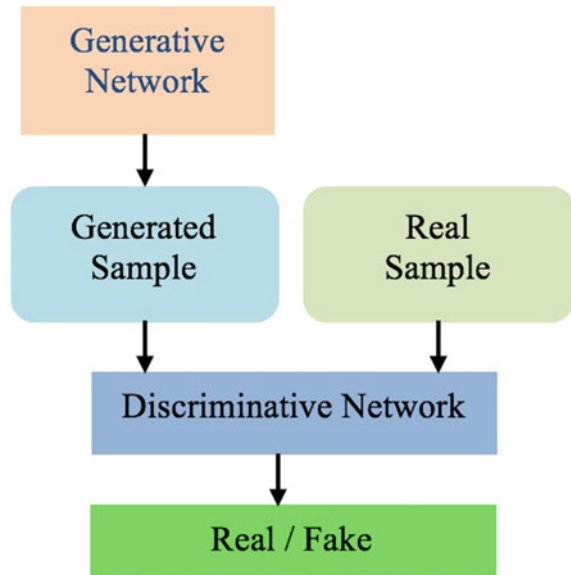 Generative
Network
Generated
Sample
Real
Sample
Discriminative Network
Real / Fake